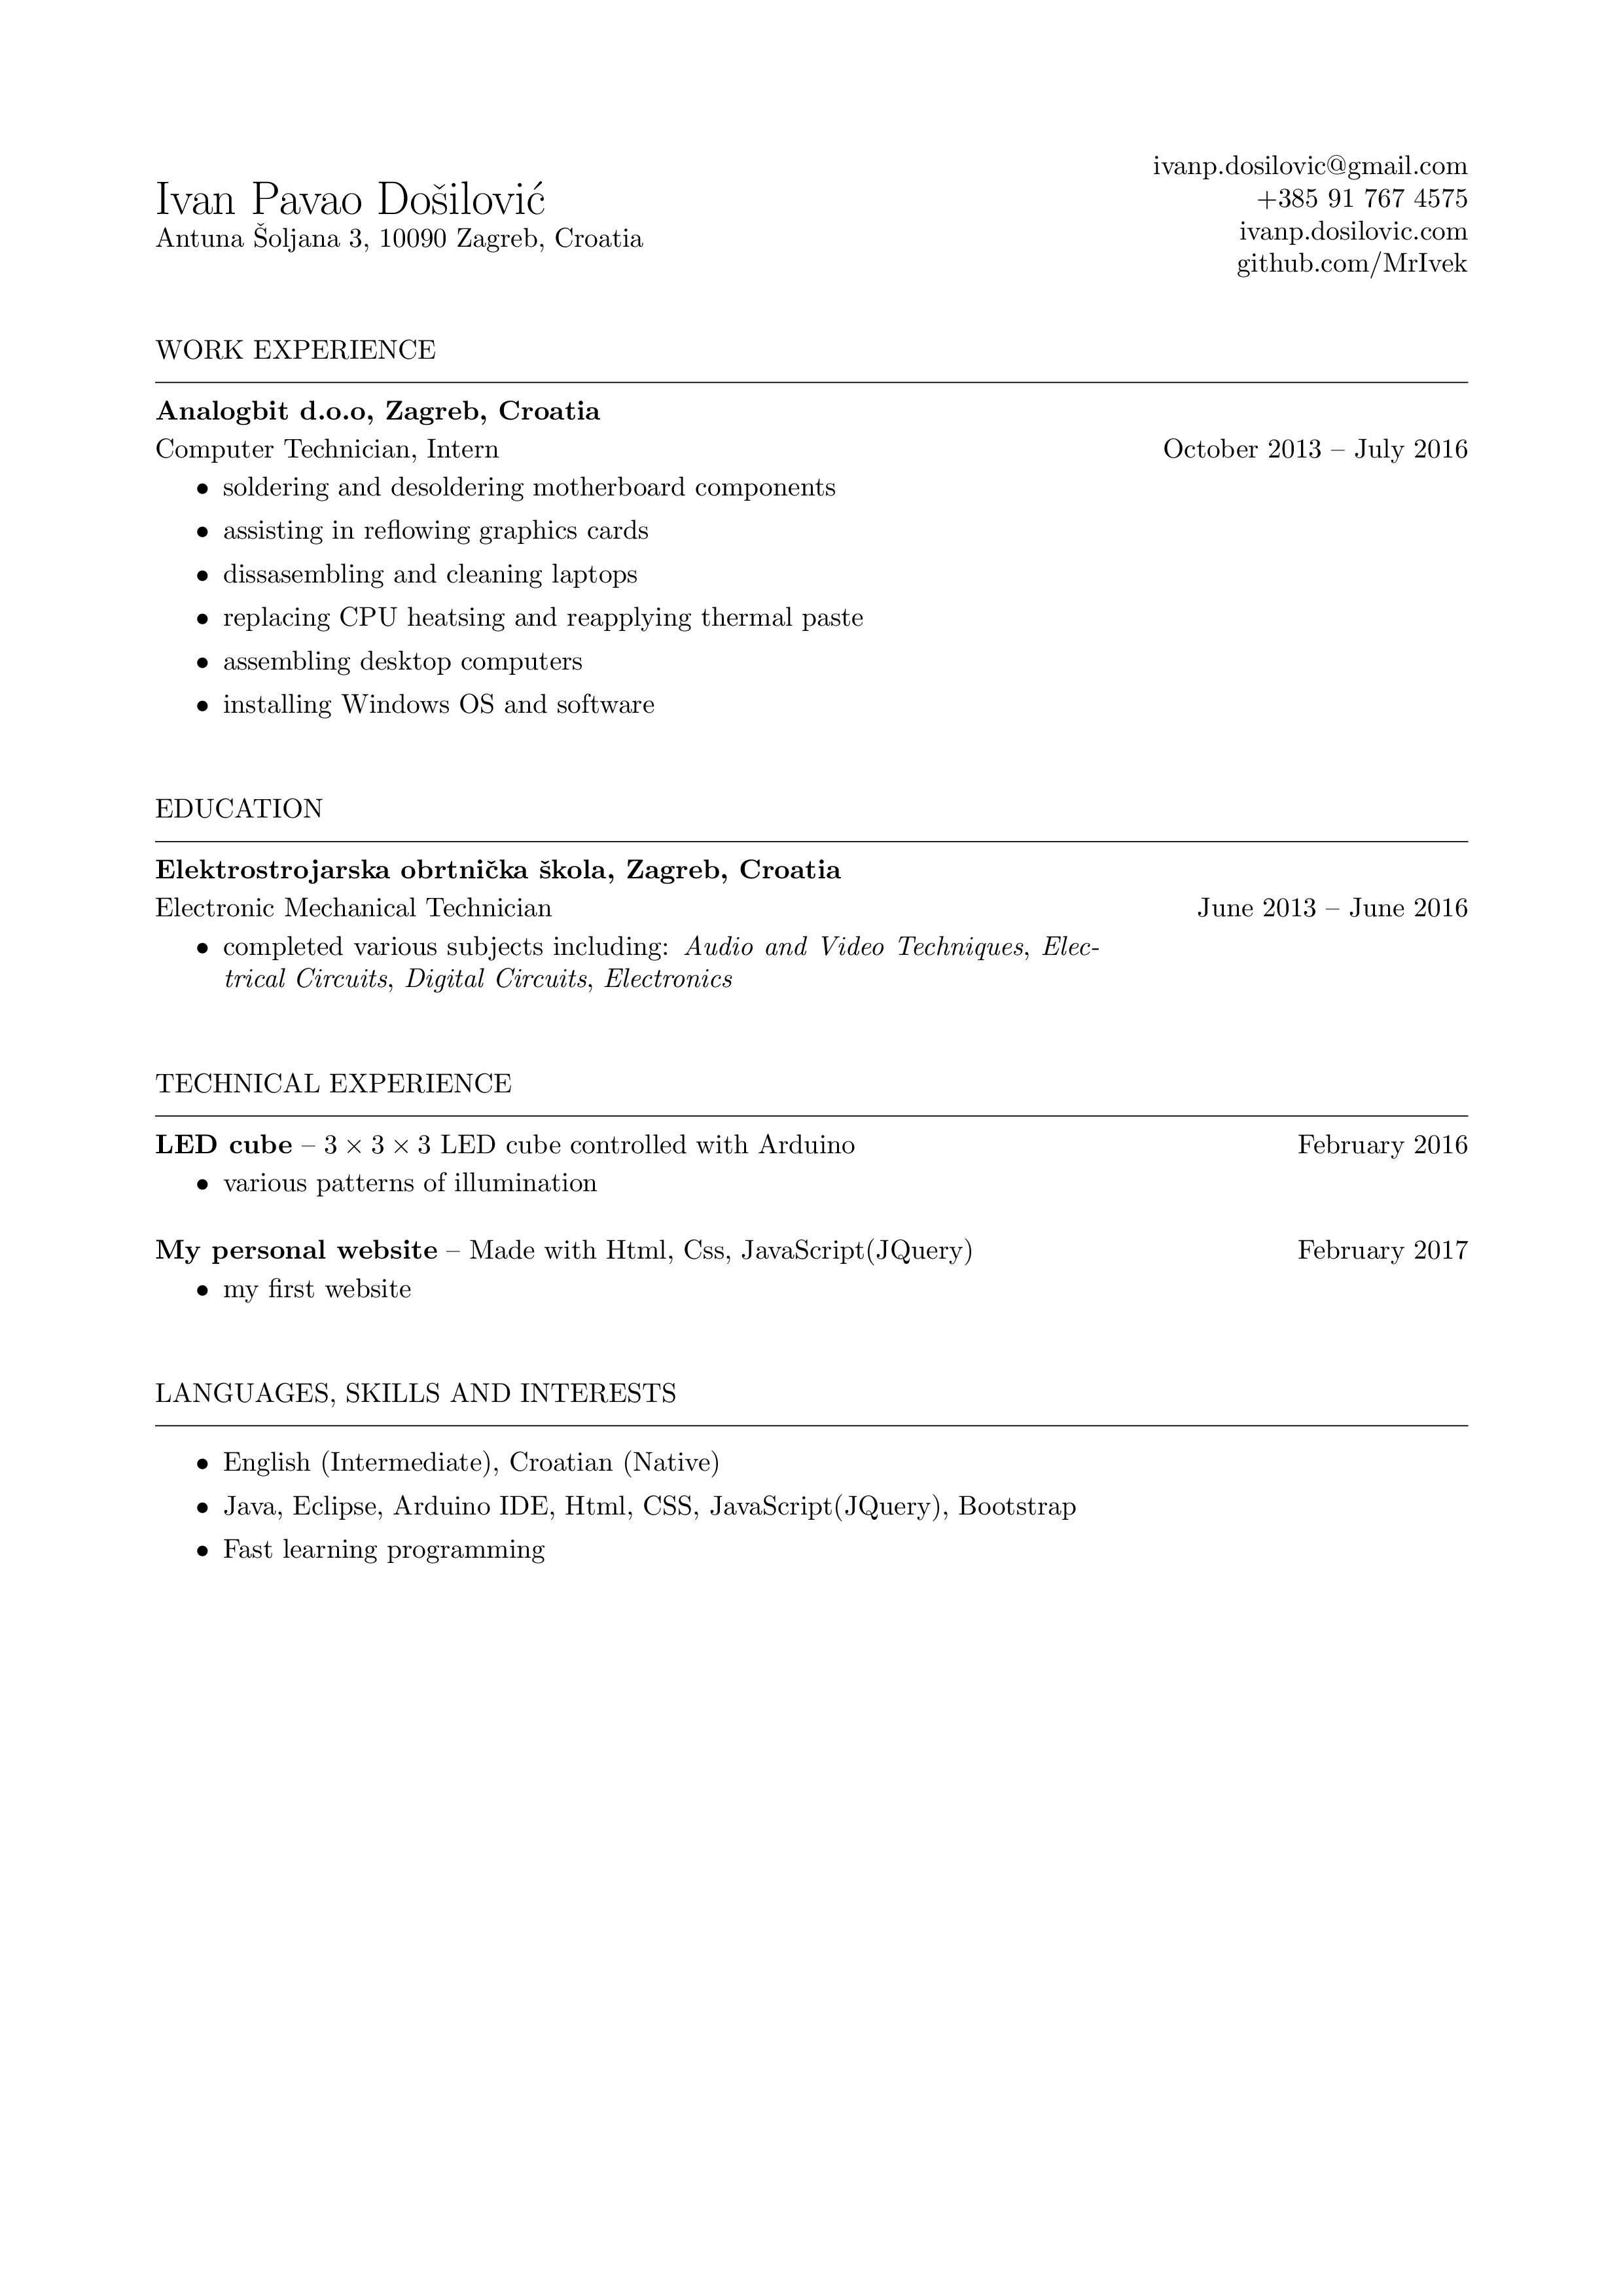 Ivan Pavao Došilović
Antuna Šoljana 3, 10090 Zagreb, Croatia
ivanp.dosilovic@gmail.com
+385 91 767 4575
ivanp.dosilovic.com
github.com/MrIvek
WORK EXPERIENCE
Analogbit d.o.o, Zagreb, Croatia
Computer Technician, Intern October 2013 – July 2016
• soldering and desoldering motherboard components
• assisting in reflowing graphics cards
• dissasembling and cleaning laptops
• replacing CPU heatsing and reapplying thermal paste
• assembling desktop computers
• installing Windows OS and software
EDUCATION
Elektrostrojarska obrtnička škola, Zagreb, Croatia
Electronic Mechanical Technician June 2013 – June 2016
• completed various subjects including: Audio and Video Techniques, Elec-
trical Circuits, Digital Circuits, Electronics
TECHNICAL EXPERIENCE
LED cube – 3 × 3 × 3 LED cube controlled with Arduino February 2016
• various patterns of illumination
My personal website – Made with Html, Css, JavaScript(JQuery) February 2017
• my first website
LANGUAGES, SKILLS AND INTERESTS
• English (Intermediate), Croatian (Native)
• Java, Eclipse, Arduino IDE, Html, CSS, JavaScript(JQuery), Bootstrap
• Fast learning programming